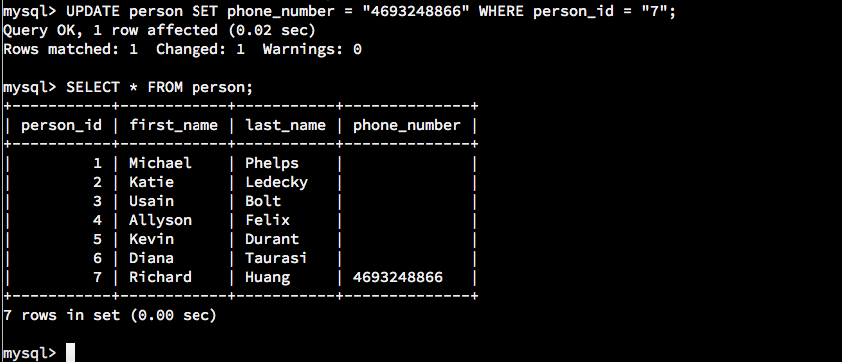 mysql> UPDATE person SET phone_number = "4693248866" WHERE person_id = "7";
Query OK, 1 row affected (0.02 sec)
Rows matched: 1  Changed: 1  Warnings: 0

mysql> SELECT * FROM person;
+-----------+------------+-----------+--------------+
| person_id | first_name | last_name | phone_number |
+-----------+------------+-----------+--------------+
|         1 | Michael    | Phelps    |              |
|         2 | Katie      | Ledecky   |              |
|         3 | Usain      | Bolt      |              |
|         4 | Allyson    | Felix     |              |
|         5 | Kevin      | Durant    |              |
|         6 | Diana      | Taurasi   |              |
|         7 | Richard    | Huang     | 4693248866   |
+-----------+------------+-----------+--------------+
7 rows in set (0.00 sec)

mysql>